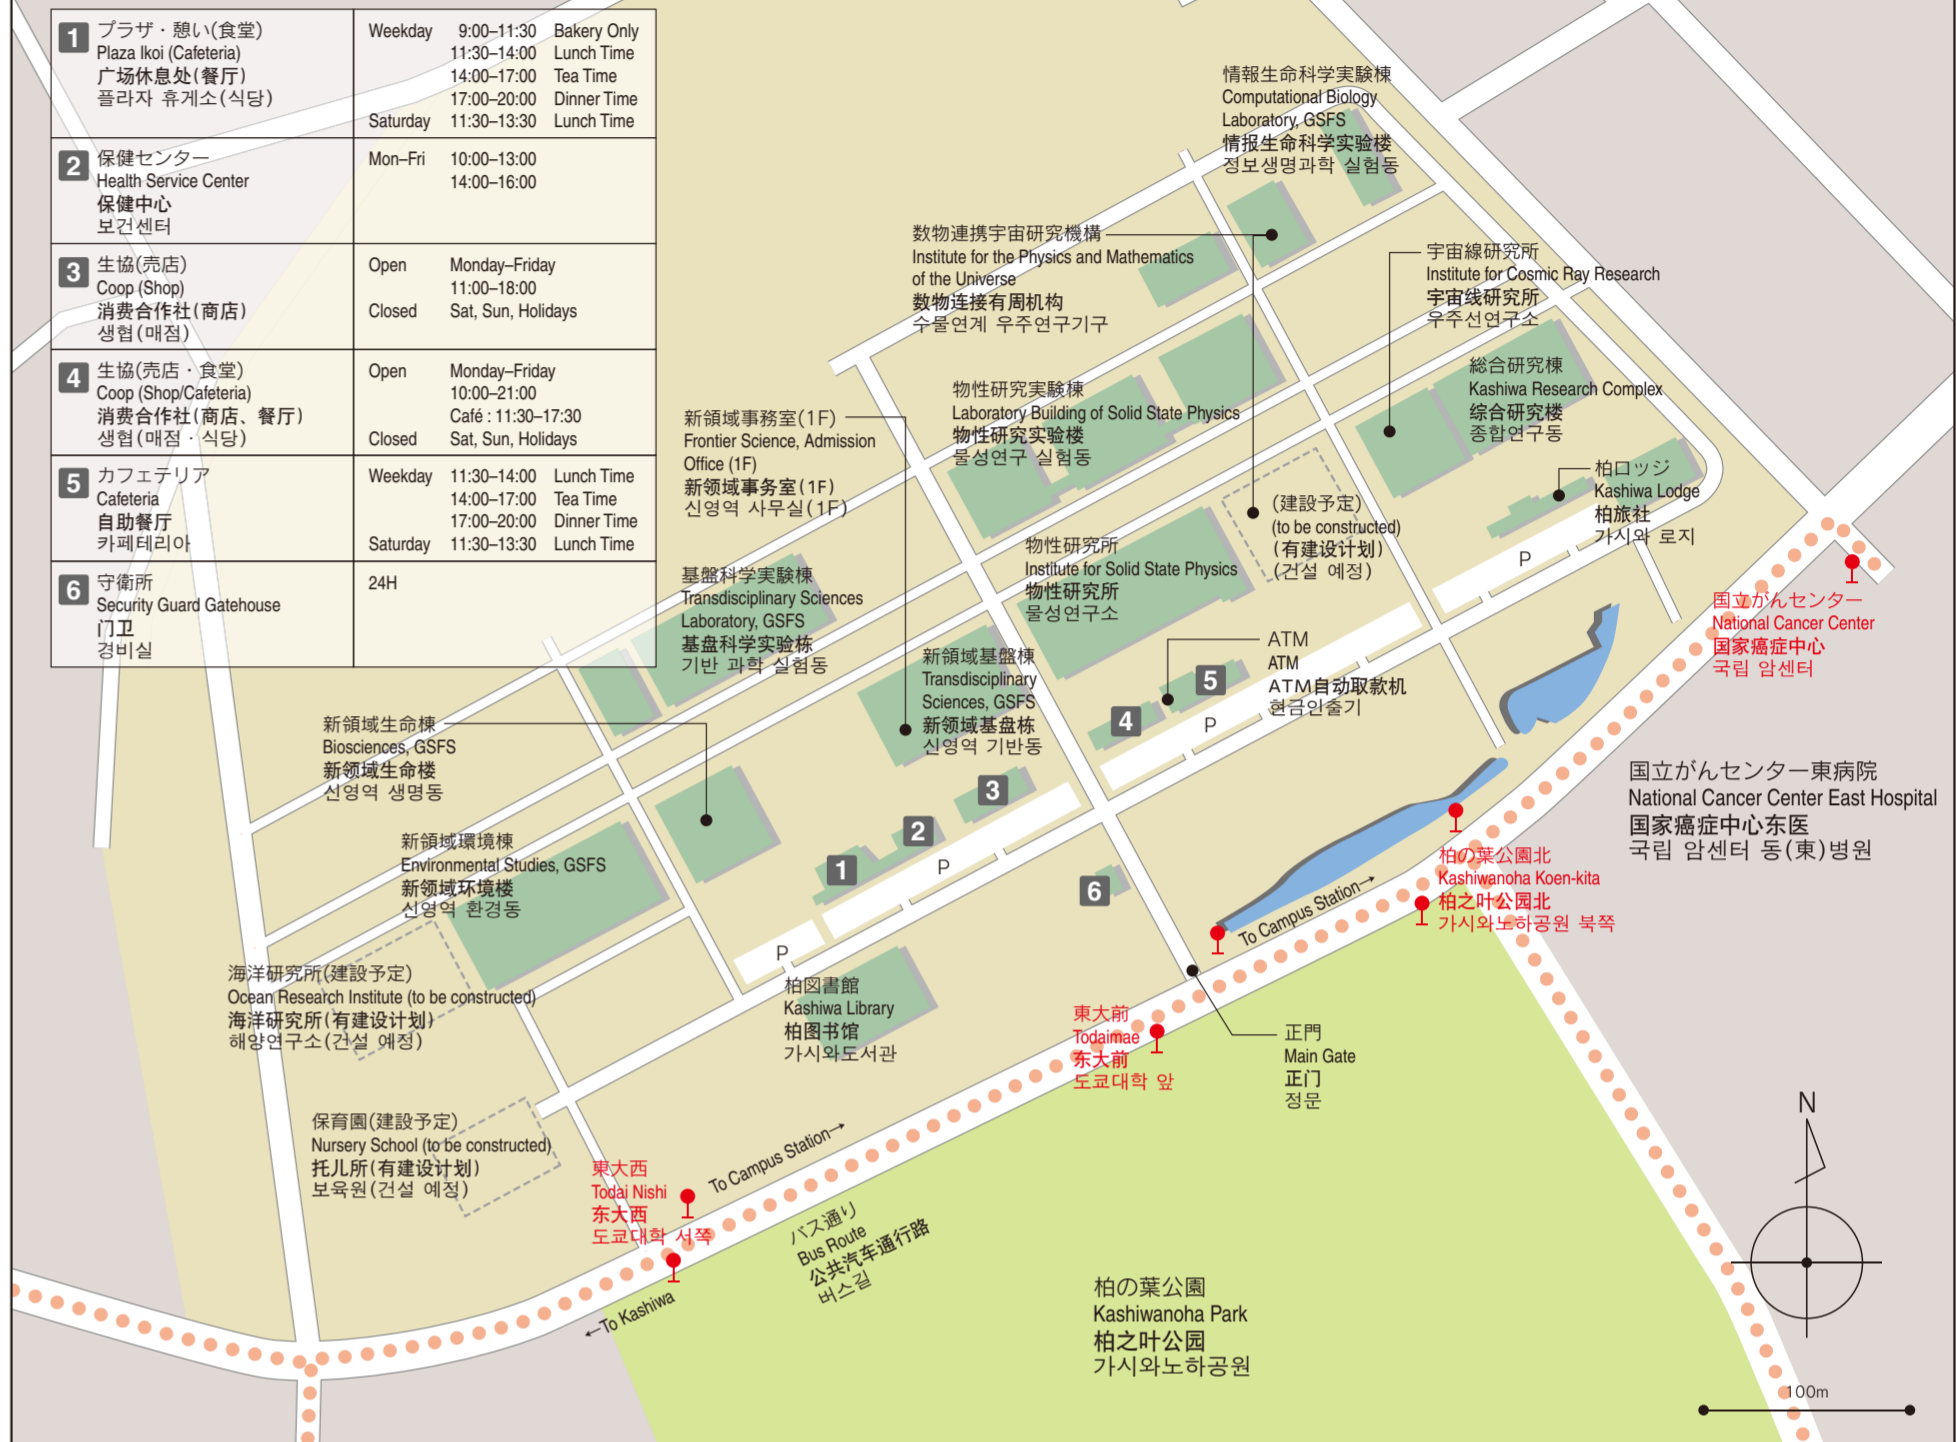 1
プラザ・憩い(食堂)
Plaza Ikoi (Cafeteria)
广场休息处(餐厅)
플라자 휴게소(식당)
Weekday 9:00–11:30 Bakery Only
11:30–14:00 Lunch Time
14:00–17:00 Tea Time
17:00–20:00 Dinner Time
Saturday 11:30–13:30 Lunch Time
2
保健センター
Health Service Center
保健中心
보건센터
Mon–Fri 10:00–13:00
14:00–16:00
3
生協(売店)
Coop (Shop)
消费合作社(商店)
생협(매점)
Open Monday–Friday
11:00–18:00
Closed Sat, Sun, Holidays
4
生協(売店・食堂)
Coop (Shop/Cafeteria)
消费合作社(商店、餐厅)
생협(매점・식당)
Open Monday–Friday
10:00–21:00
Café : 11:30–17:30
Closed Sat, Sun, Holidays
5
カフェテリア
Cafeteria
自助餐厅
카페테리아
Weekday 11:30–14:00 Lunch Time
14:00–17:00 Tea Time
17:00–20:00 Dinner Time
Saturday 11:30–13:30 Lunch Time
6
守衛所
Security Guard Gatehouse
门卫
경비실
24H
情報生命科学実験棟
Computational Biology
Laboratory, GSFS
情报生命科学实验楼
정보생명과학 실험동
数物連携宇宙研究機構
Institute for the Physics and Mathematics
of the Universe
数物连接有周机构
수물연계 우주연구기구
宇宙線研究所
Institute for Cosmic Ray Research
宇宙线研究所
우주선연구소
総合研究棟
Kashiwa Research Complex
综合研究楼
종합연구동
物性研究実験棟
Laboratory Building of Solid State Physics
物性研究实验楼
물성연구 실험동
新領域事務室(1F)
Frontier Science, Admission
Office (1F)
新领域事务室(1F)
신영역 사무실(1F)
柏ロッジ
Kashiwa Lodge
柏旅社
가시와 로지
(建設予定)
(to be constructed)
(有建设计划)
(건설 예정)
物性研究所
Institute for Solid State Physics
物性研究所
물성연구소
P
基盤科学実験棟
Transdisciplinary Sciences
Laboratory, GSFS
基盘科学实验栋
기반 과학 실험동
国立がんセンター
National Cancer Center
国家癌症中心
국립 암센터
ATM
ATM
ATM自动取款机
현금인출기
新領域基盤棟
Transdisciplinary
Sciences, GSFS
新领域基盘栋
신영역 기반동
5
4
P
新領域生命棟
Biosciences, GSFS
新领域生命楼
신영역 생명동
3
2
1
P
国立がんセンター東病院
National Cancer Center East Hospital
国家癌症中心东医
국립 암센터 동(東)병원
新領域環境棟
Environmental Studies, GSFS
新领域环境楼
신영역 환경동
6
柏の葉公園北
Kashiwanoha Koen-kita
柏之叶公园北
가시와노하공원 북쪽
To Campus Station→
P
海洋研究所(建設予定)
Ocean Research Institute (to be constructed)
海洋研究所(有建设计划)
해양연구소(건설 예정)
柏図書館
Kashiwa Library
柏图书馆
가시와도서관
東大前
Todaimae
东大前
도쿄대학 앞
正門
Main Gate
正门
정문
保育園(建設予定)
Nursery School (to be constructed)
托儿所(有建设计划)
보육원(건설 예정)
東大西
Todai Nishi
东大西
도쿄대학 서쪽
To Campus Station→
バス通り
Bus Route
公共汽车通行路
버스길
←To Kashiwa
柏の葉公園
Kashiwanoha Park
柏之叶公园
가시와노하공원
N
100m